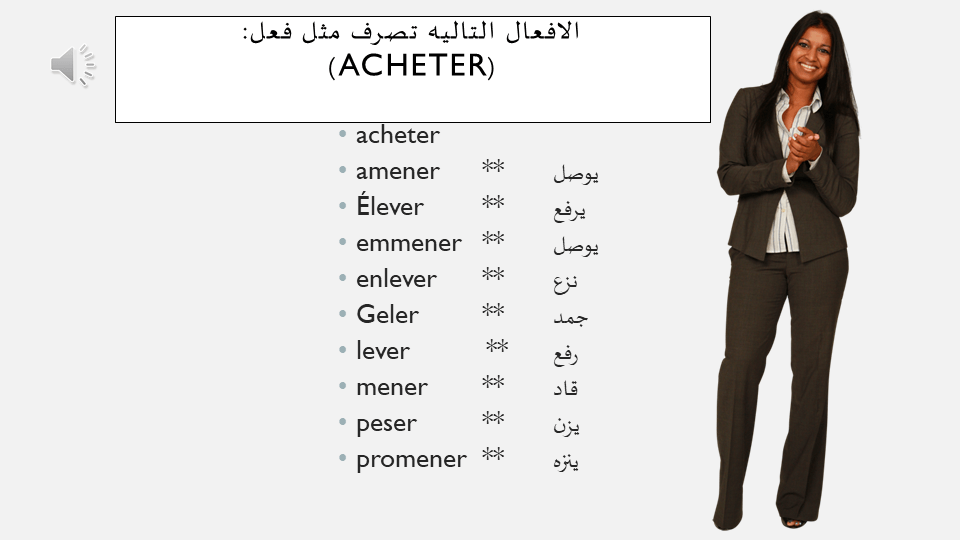 الافعال التاليه تصرف مثل فعل:
(ACHETER)
• acheter
• amener ** يوصل
• Élever ** يرفع
• emmener ** يوصل
• enlever ** نزع
• Geler ** جمد
• lever ** رفع
• mener ** قاد
• peser ** يزن
• promener ** ينزه